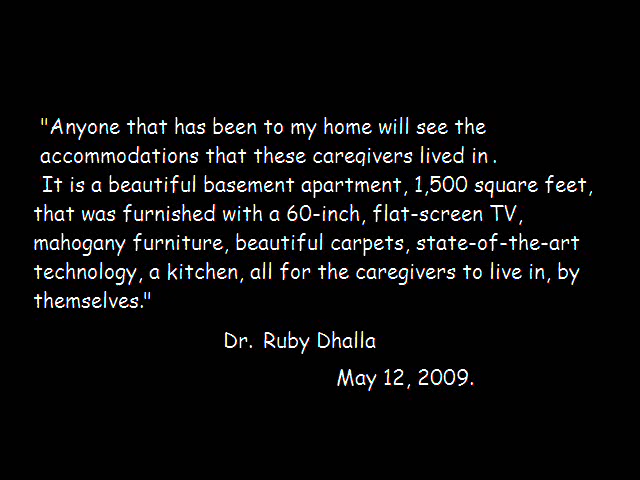 "Anyone that has been to my home will see the
accommodations that these caregivers lived in .
It is a beautiful basement apartment, 1,500 square feet,
that was furnished with a 60-inch, flat-screen TV,
mahogany furniture, beautiful carpets, state-of-the-art
technology, a kitchen, all for the caregivers to live in, by
themselves."
Dr. Ruby Dhalla
May 12, 2009.